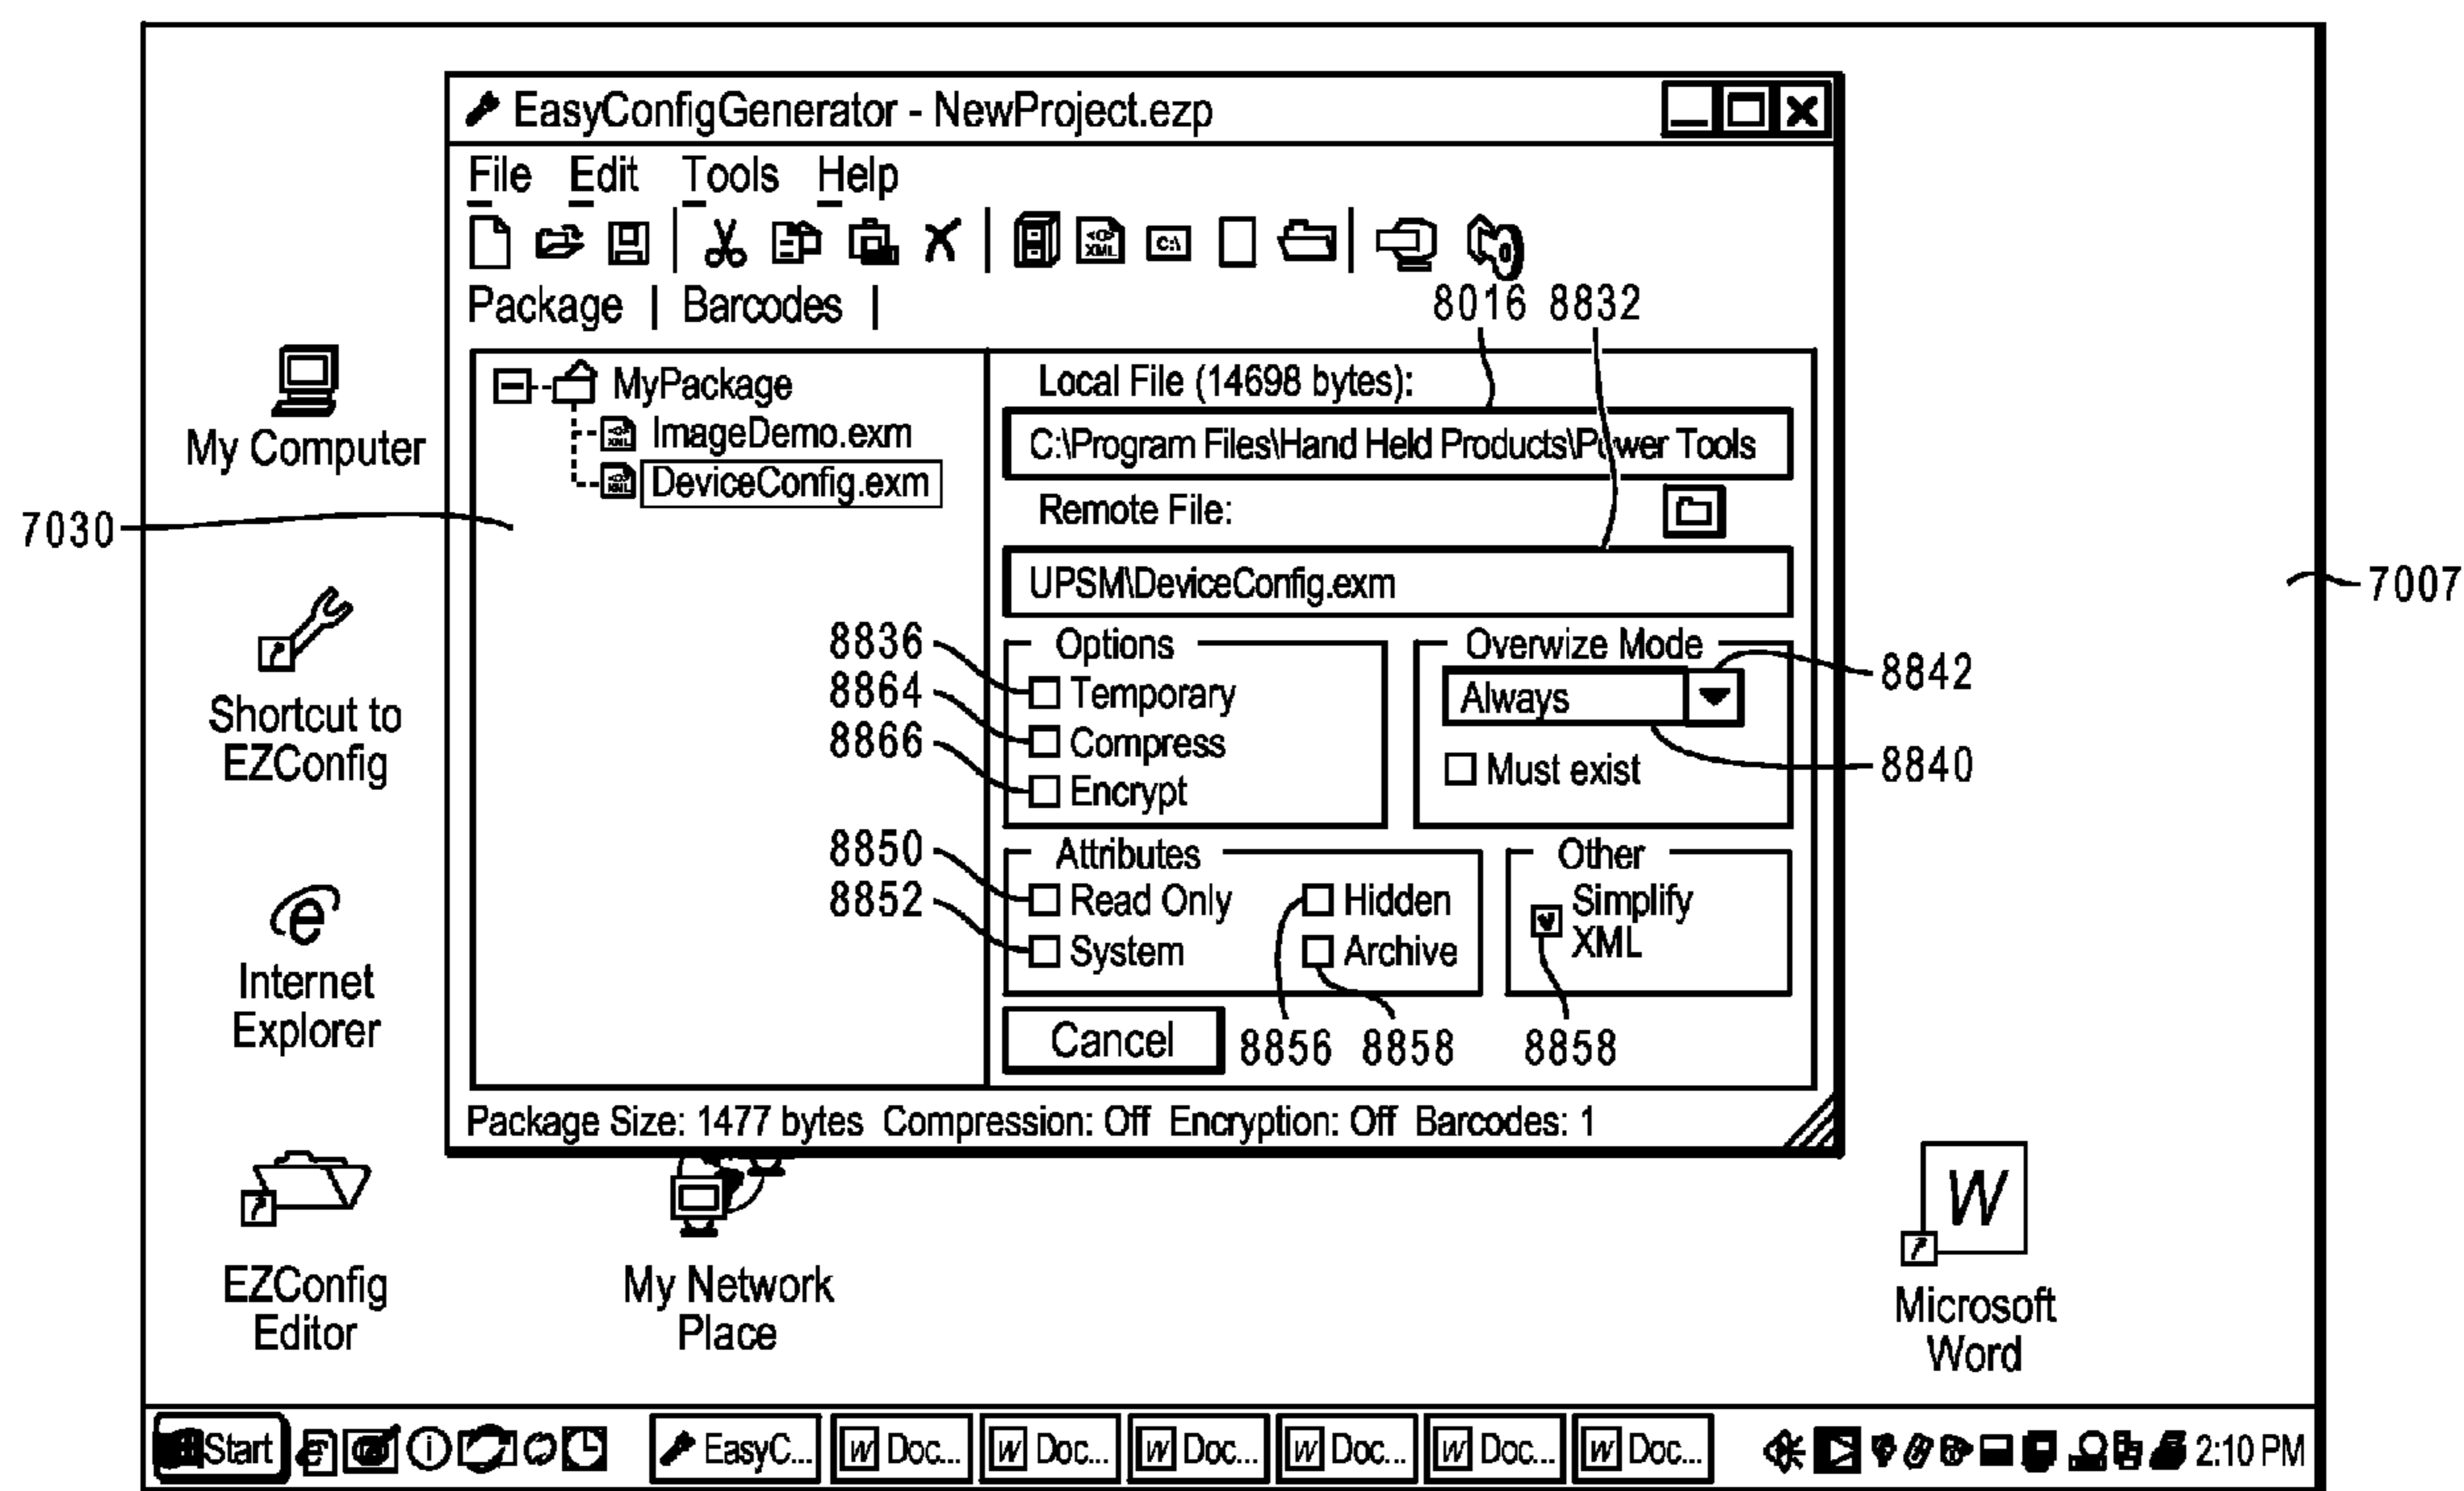 EasyConfigGenerator - NewProject.ezp
File Edit Tools Help
XML C:\
Package | Barcodes |
8016 8832
MyPackage
ImageDemo.exm
DeviceConfig.exm
Local File (14698 bytes):
C:\Program Files\Hand Held Products\Power Tools
Remote File:
UPSM\DeviceConfig.exm
7030
7007
8836
8864
8866
Options
Temporary
Compress
Encrypt
Overwize Mode
Always
Must exist
8842
8840
8850
8852
Attributes
Read Only
System
Hidden
Archive
Other
Simplify
XML
Cancel
8856 8858 8858
Package Size: 1477 bytes Compression: Off Encryption: Off Barcodes: 1
My Computer
Shortcut to
EZConfig
Internet
Explorer
EZConfig
Editor
My Network
Place
W
Microsoft
Word
Start EasyC... W Doc... W Doc... W Doc... W Doc... W Doc... W Doc... 2:10 PM